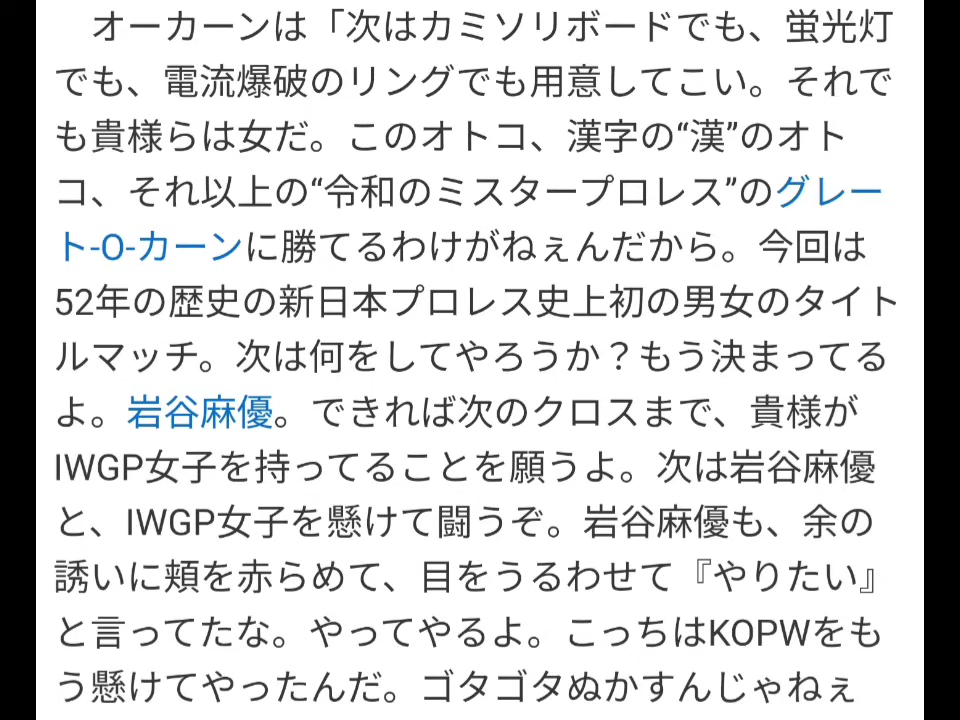 オーカーンは「次はカミソリボードでも、蛍光灯
でも、電流爆破のリングでも用意してこい。それで
も貴様らは女だ。このオトコ、漢字の“漢”のオト
コ、それ以上の“令和のミスタープロレス”のグレー
ト-O-カーンに勝てるわけがねぇんだから。今回は
52年の歴史の新日本プロレス史上初の男女のタイト
ルマッチ。次は何をしてやろうか？もう決まってる
よ。岩谷麻優。できれば次のクロスまで、貴様が
IWGP女子を持ってることを願うよ。次は岩谷麻優
と、IWGP女子を懸けて闘うぞ。岩谷麻優も、余の
誘いに頬を赤らめて、目をうるわせて『やりたい』
と言ってたな。やってやるよ。こっちはKOPWをも
う懸けてやったんだ。ゴタゴタぬかすんじゃねぇ